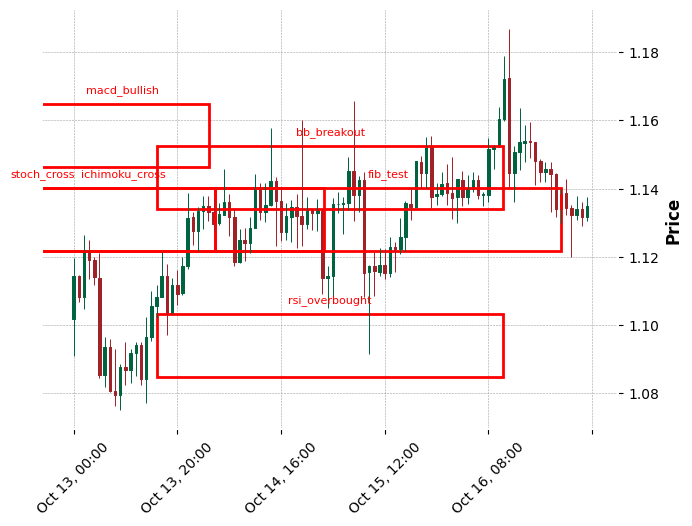 macd_bullish
bb_breakout
stoch_cross ichimoku_cross
fib_test
rsi_overbought
1.18
1.16
1.14
1.12
1.10
1.08
Price
Oct 13, 00:00
Oct 13, 20:00
Oct 14, 16:00
Oct 15, 12:00
Oct 16, 08:00